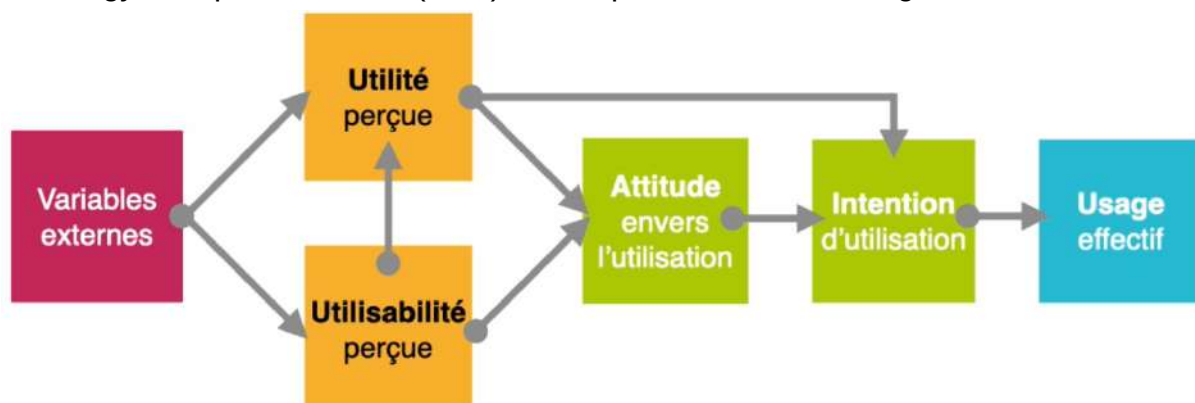 Variables
externes
Utilité
perçue
Utilisabilité
perçue
Attitude
envers
l'utilisation
Intention
d'utilisation
Usage
effectif